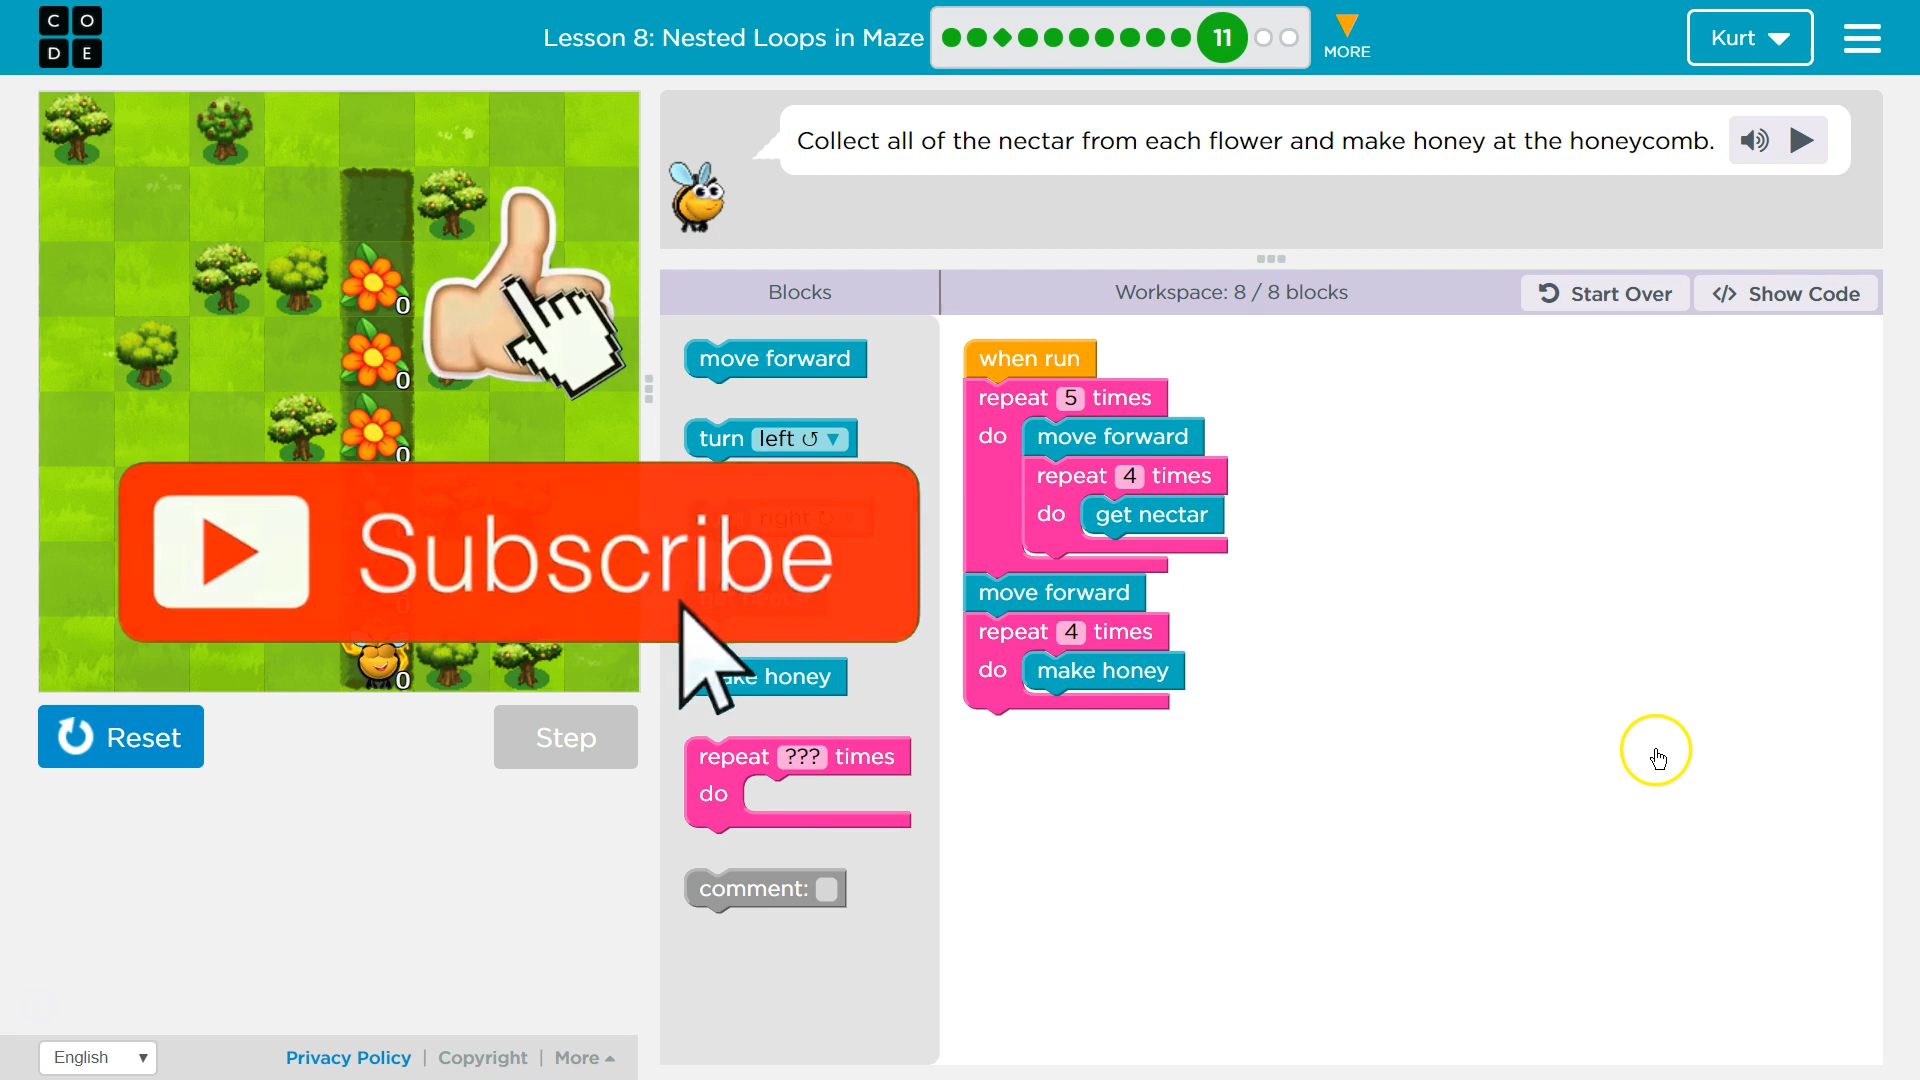 C O
D E
Lesson 8: Nested Loops in Maze
11
MORE
Kurt
Collect all of the nectar from each flower and make honey at the honeycomb.
Blocks
Workspace: 8 / 8 blocks
Start Over
</> Show Code
0
0
0
0
0
move forward
turn left
right
Subscribe
ke honey
repeat ??? times
do
comment:
when run
repeat 5 times
do move forward
repeat 4 times
do get nectar
move forward
repeat 4 times
do make honey
Reset
Step
English
Privacy Policy | Copyright | More